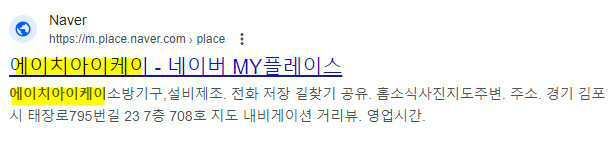 Naver
https://m.place.naver.com › place
에이치아이케이 - 네이버 MY플레이스
에이치아이케이소방기구,설비제조. 전화 저장 길찾기 공유. 홈소식사진지도주변. 주소. 경기 김포
시 태장로795번길 23 7층 708호 지도 내비게이션 거리뷰. 영업시간.